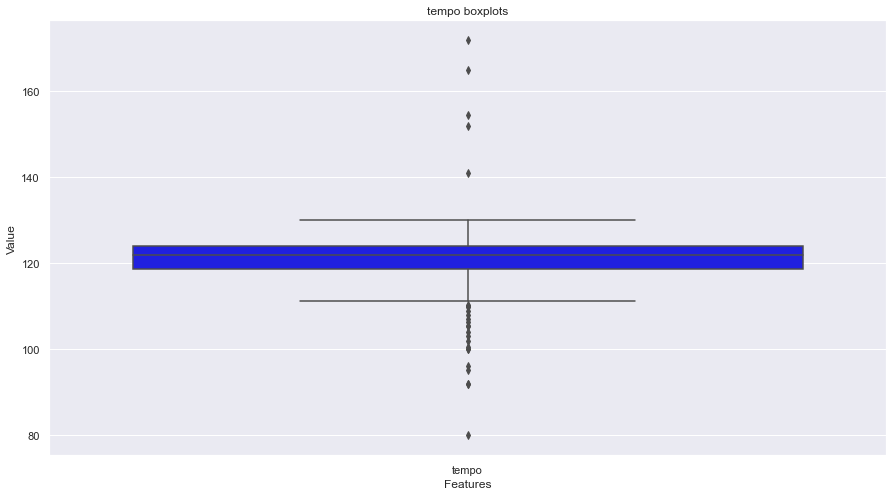 tempo boxplots
160
140
120
100
80
Value
tempo
Features